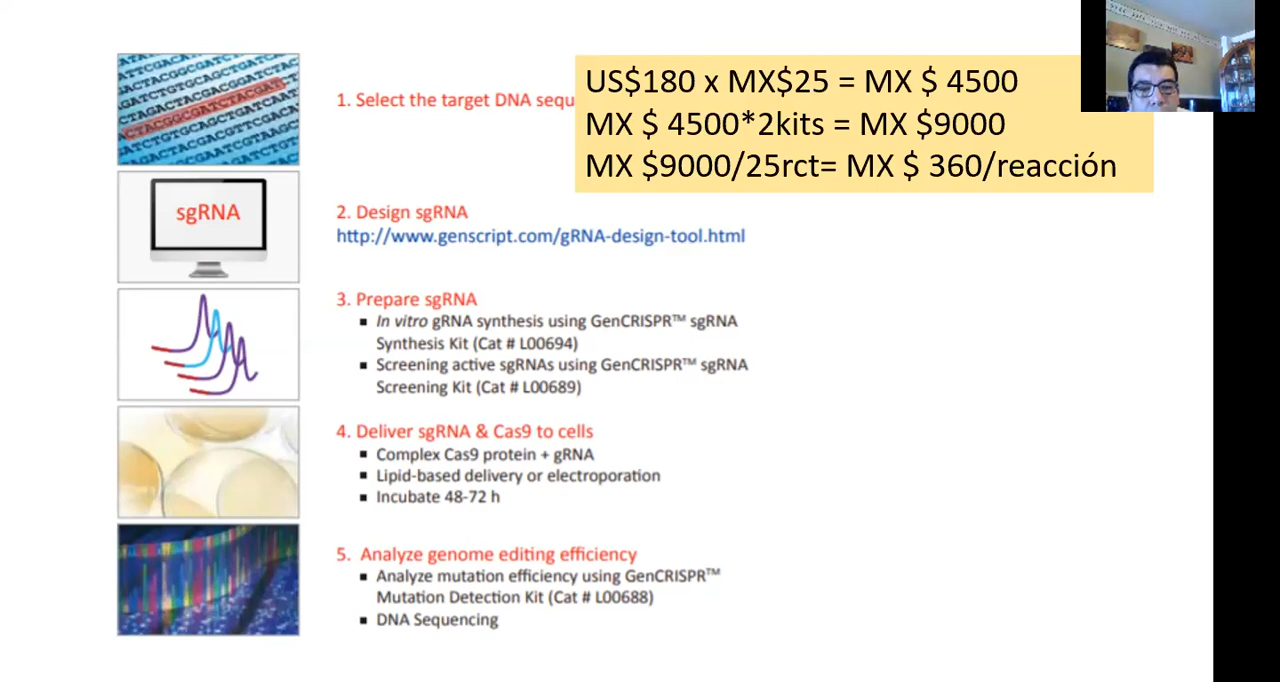 1. Select the target DNA sequ
US$180 x MX$25 = MX $ 4500
MX $ 4500*2kits = MX $9000
MX $9000/25rct= MX $ 360/reacción
sgRNA
2. Design sgRNA
http://www.genscript.com/gRNA-design-tool.html
3. Prepare sgRNA
▪ In vitro gRNA synthesis using GenCRISPR™ sgRNA
Synthesis Kit (Cat # L00694)
▪ Screening active sgRNAs using GenCRISPR™ sgRNA
Screening Kit (Cat # L00689)
4. Deliver sgRNA & Cas9 to cells
▪ Complex Cas9 protein + gRNA
▪ Lipid-based delivery or electroporation
▪ Incubate 48-72 h
5. Analyze genome editing efficiency
▪ Analyze mutation efficiency using GenCRISPR™
Mutation Detection Kit (Cat # L00688)
▪ DNA Sequencing